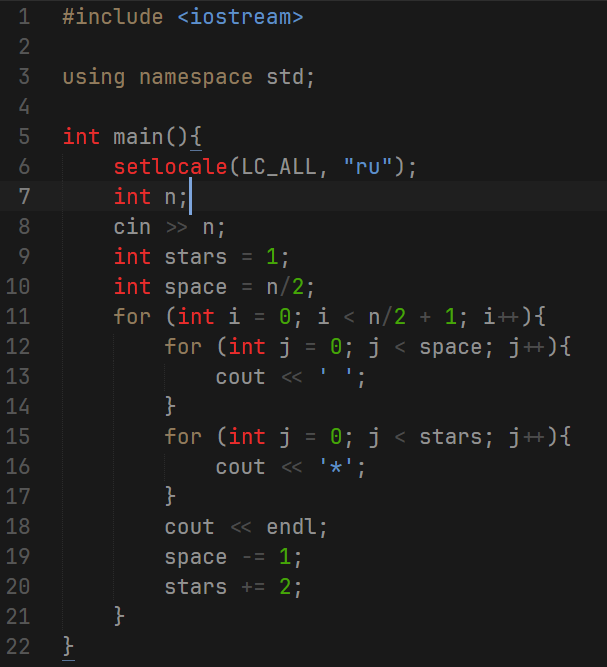 1 #include <iostream>
2
3 using namespace std;
4
5 int main(){
6     setlocale(LC_ALL, "ru");
7     int n;
8     cin >> n;
9     int stars = 1;
10     int space = n/2;
11     for (int i = 0; i < n/2 + 1; i++){
12         for (int j = 0; j < space; j++){
13             cout << ' ';
14         }
15         for (int j = 0; j < stars; j++){
16             cout << '*';
17         }
18         cout << endl;
19         space -= 1;
20         stars += 2;
21     }
22 }